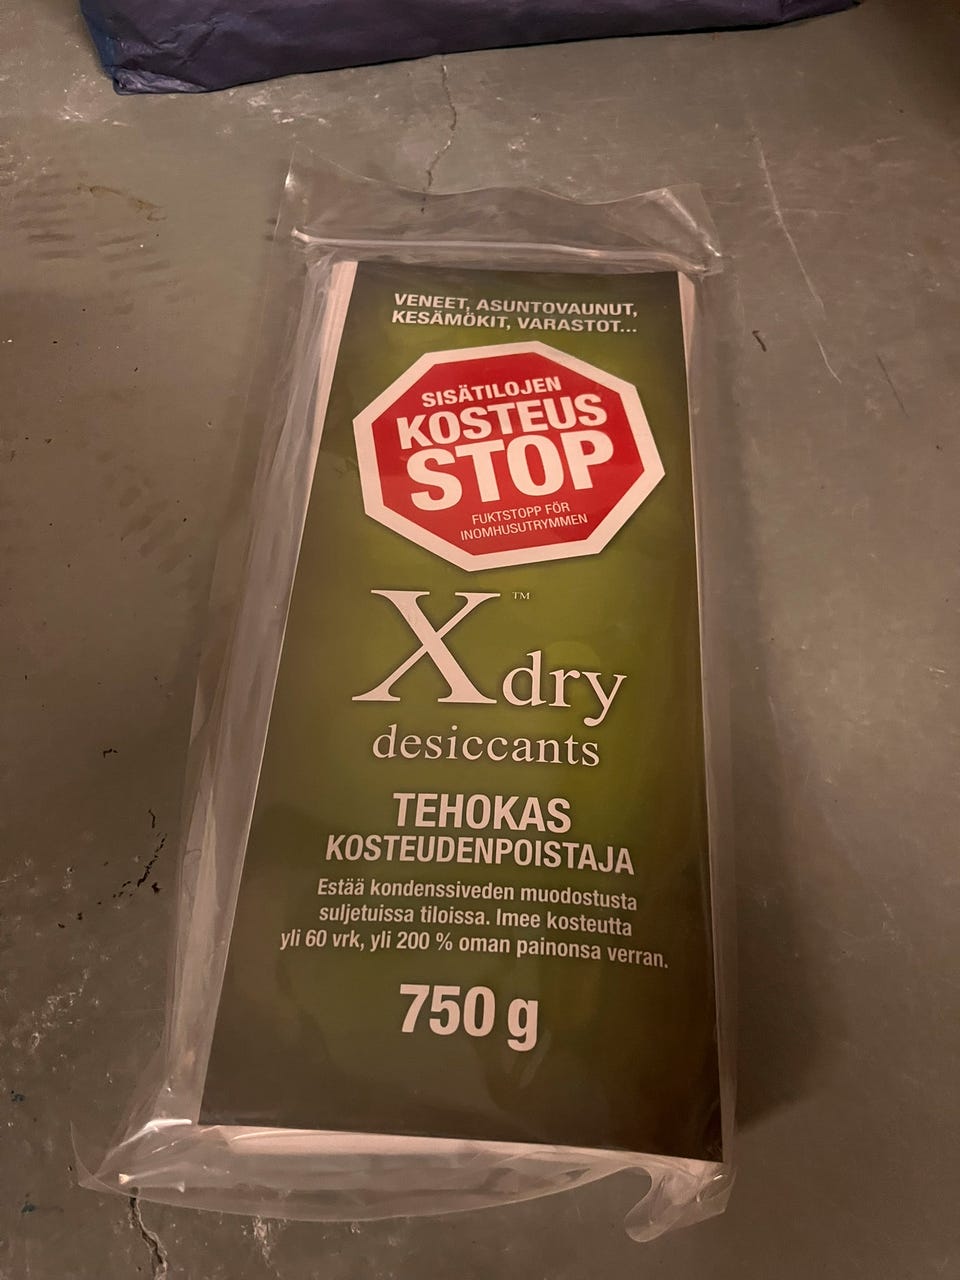 VENEET, ASUNTOVAUNUT,
KESÄMÖKIT, VARASTOT...
SISÄTILOJEN
KOSTEUS
STOP
FUKTSTOPP FÖR
INOMHUSUTRYMMEN
X™dry
desiccants
TEHOKAS
KOSTEUDENPOISTAJA
Estää kondenssiveden muodostusta
suljetuissa tiloissa. Imee kosteutta
yli 60 vrk, yli 200 % oman painonsa verran.
750 g